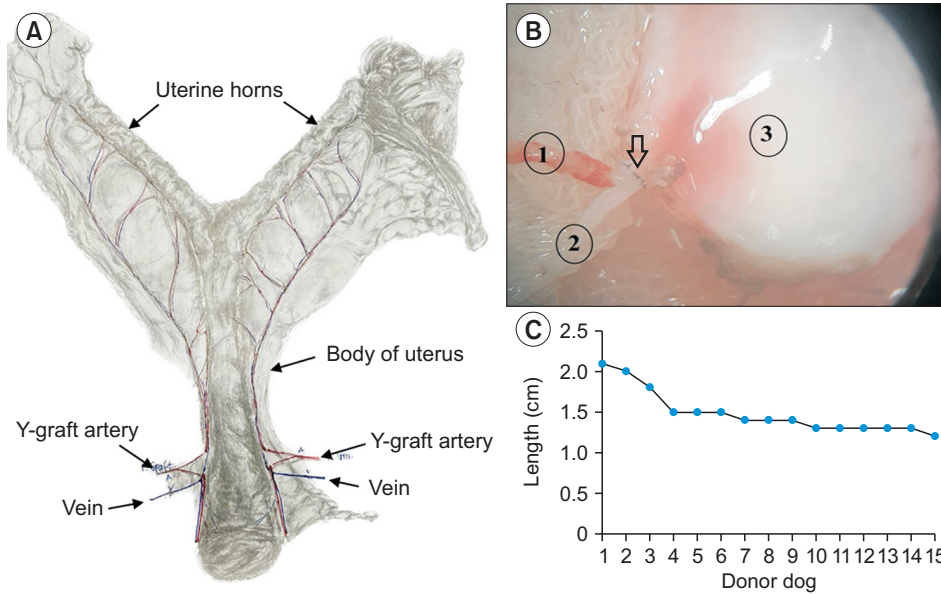 A
Uterine horns
Body of uterus
Y-graft artery
Y-graft artery
Vein
Vein
B
1
2
3
C
Length (cm)
2.5
2.0
1.5
1.0
0.5
0
1 2 3 4 5 6 7 8 9 10 11 12 13 14 15
Donor dog